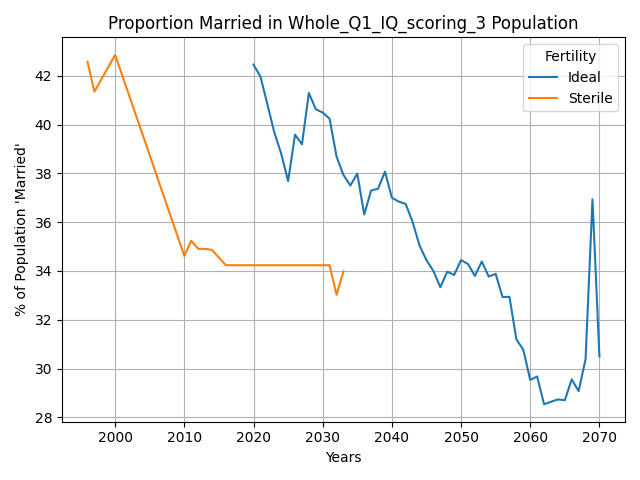 Proportion Married in Whole_Q1_IQ_scoring_3 Population
Fertility
Ideal
Sterile
% of Population 'Married'
42
40
38
36
34
32
30
28
2000
2010
2020
2030
2040
2050
2060
2070
Years